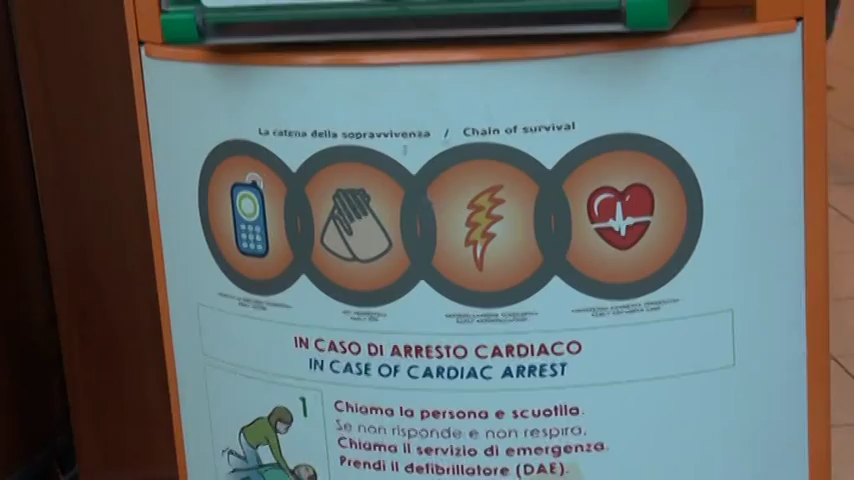 La catena della sopravvivenza / Chain of survival
IN CASO DI ARRESTO CARDIACO
IN CASE OF CARDIAC ARREST
1
Chiama la persona e scuotila.
Se non risponde e non respira,
Chiama il servizio di emergenza.
Prendi il defibrillatore (DAE).